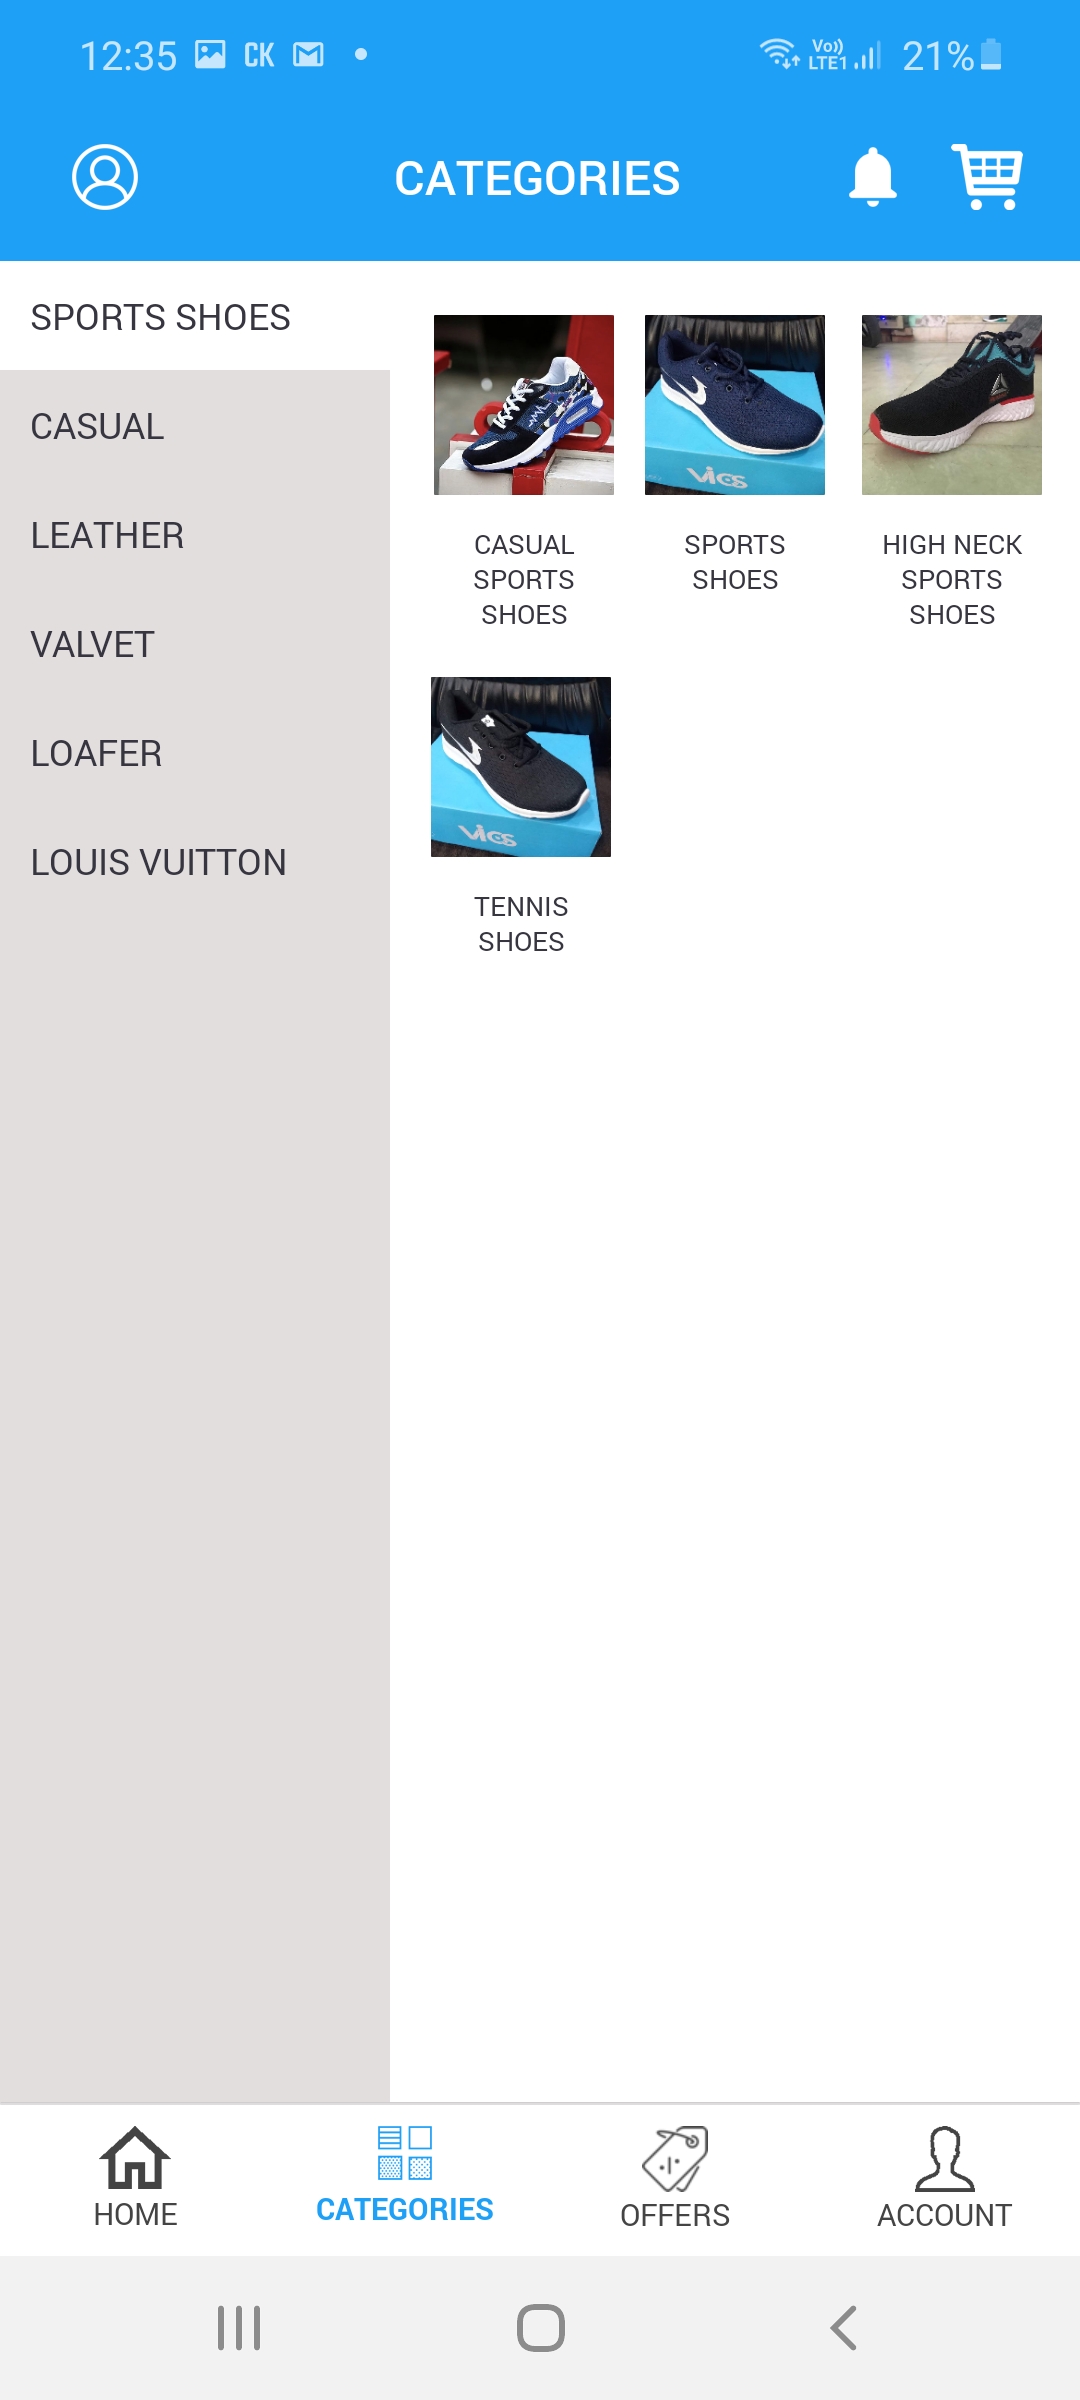 12:35 CK Vo)) LTE1 21%
CATEGORIES
SPORTS SHOES
CASUAL
LEATHER
VALVET
LOAFER
LOUIS VUITTON
CASUAL
SPORTS
SHOES
SPORTS
SHOES
HIGH NECK
SPORTS
SHOES
TENNIS
SHOES
HOME
CATEGORIES
OFFERS
ACCOUNT